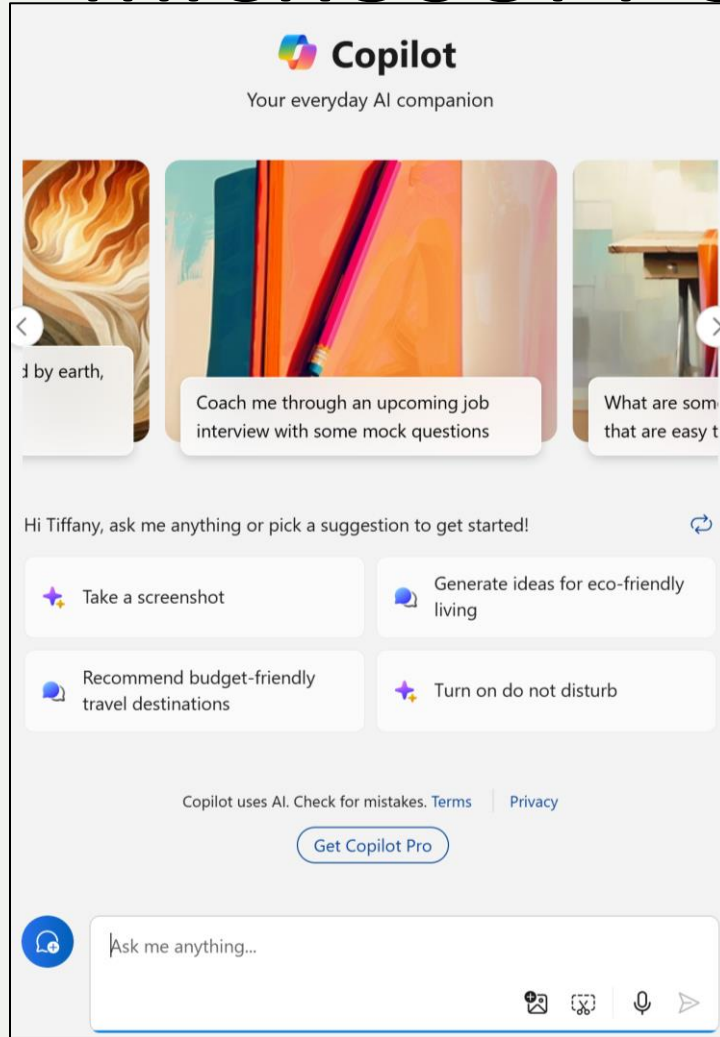 Copilot
Your everyday AI companion
d by earth,
Coach me through an upcoming job
interview with some mock questions
What are som
that are easy t
Hi Tiffany, ask me anything or pick a suggestion to get started!
Take a screenshot
Generate ideas for eco-friendly
living
Recommend budget-friendly
travel destinations
Turn on do not disturb
Copilot uses AI. Check for mistakes. Terms Privacy
Get Copilot Pro
Ask me anything...